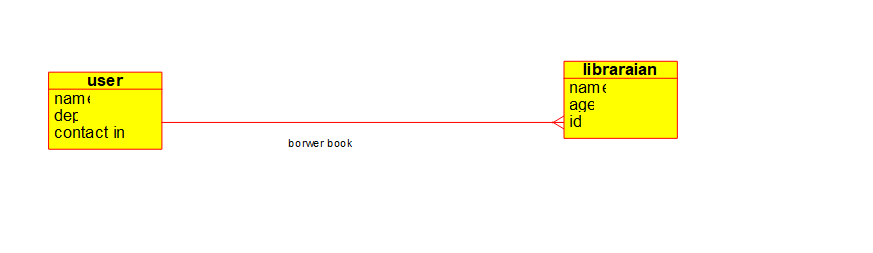 user
name
dep
contact in
borwer book
libraraian
name
age
id